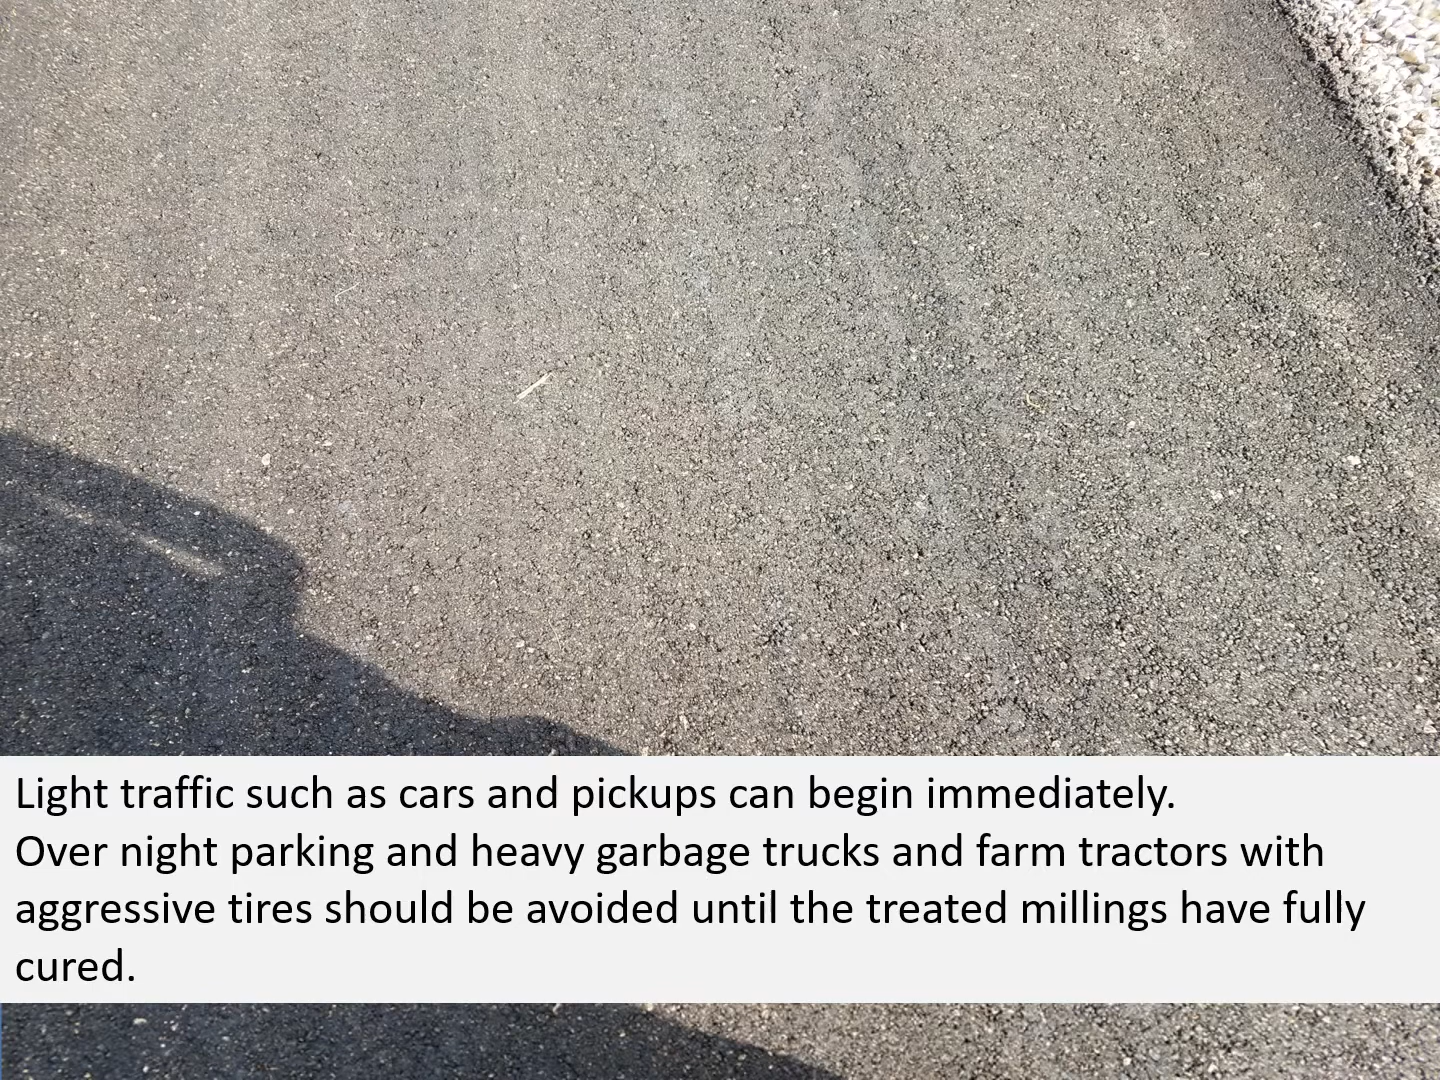 Light traffic such as cars and pickups can begin immediately.
Over night parking and heavy garbage trucks and farm tractors with
aggressive tires should be avoided until the treated millings have fully
cured.